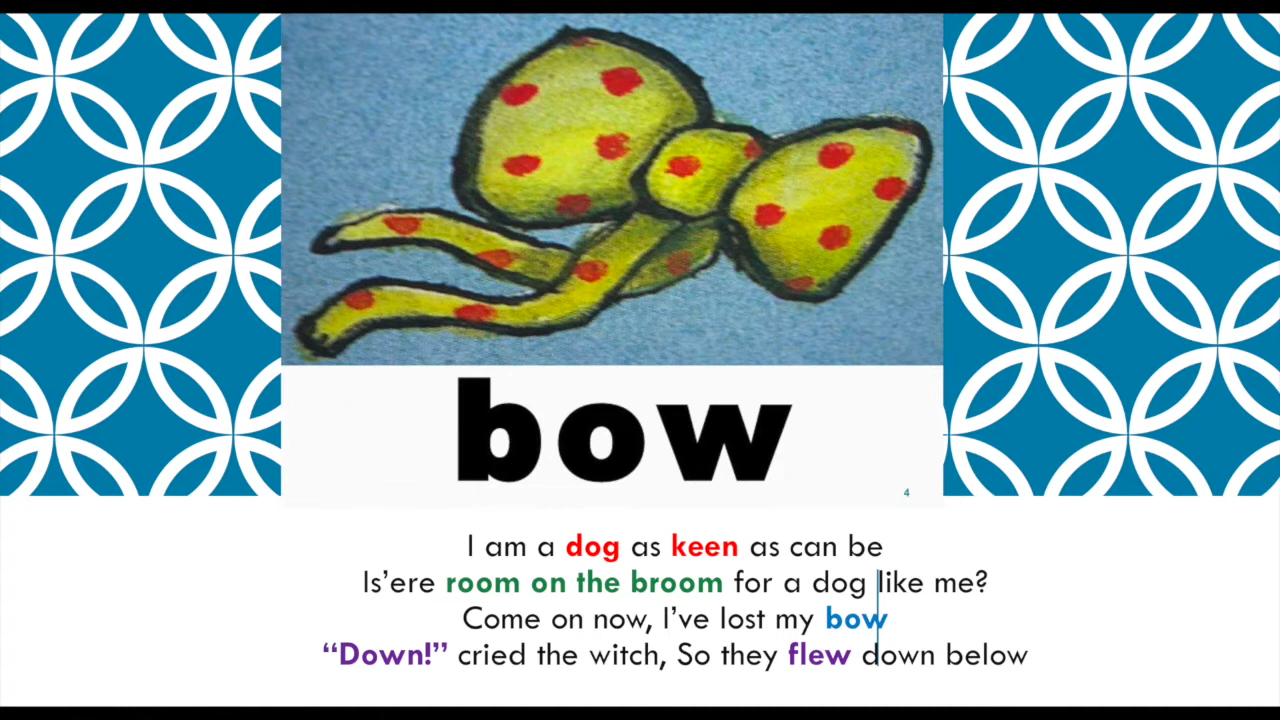 bow
4
I am a dog as keen as can be
Is’ere room on the broom for a dog like me?
Come on now, I’ve lost my bow
“Down!” cried the witch, So they flew down below